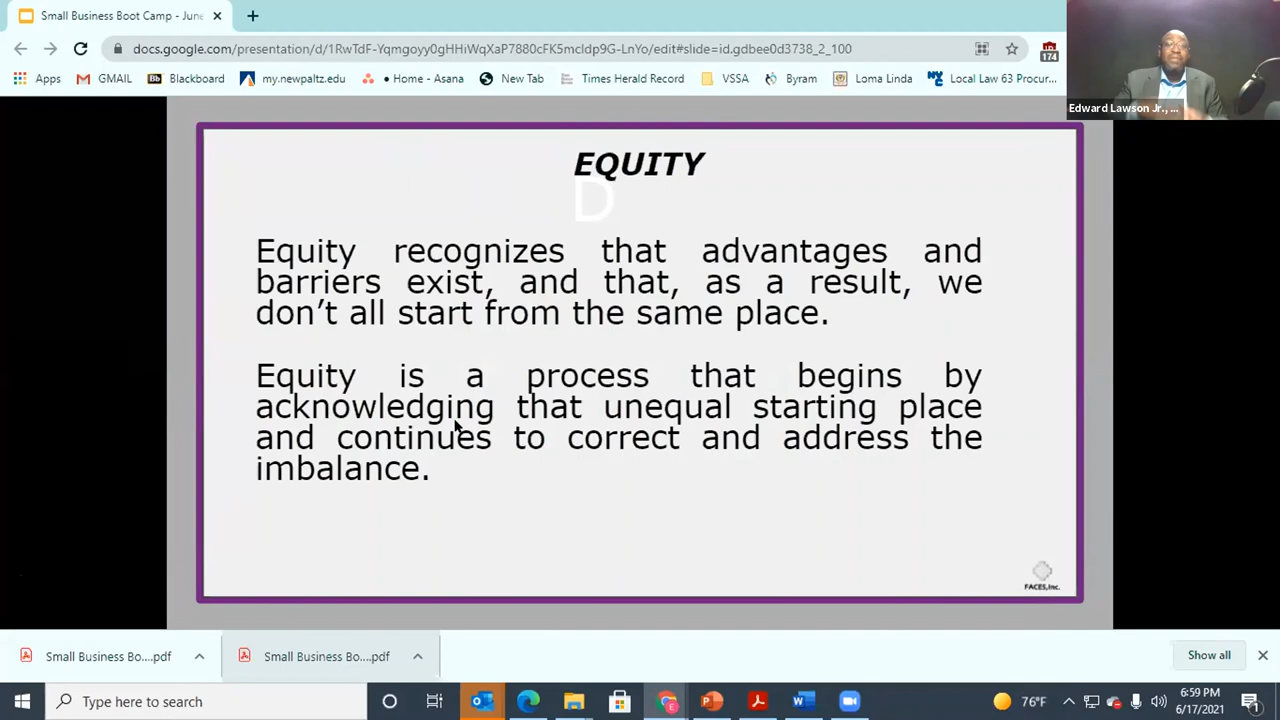 Small Business Boot Camp - June
docs.google.com/presentation/d/1RwTdF-Yqmgoyy0gHHiWqXaP7880cFK5mcIdp9G-LnYo/edit#slide=id.gdbee0d3738_2_100
174
Apps GMAIL Bb Blackboard my.newpaltz.edu Home - Asana New Tab Times Herald Record VSSA Byram Loma Linda Local Law 63 Procur...
Edward Lawson Jr., ...
EQUITY
D
Equity recognizes that advantages and
barriers exist, and that, as a result, we
don’t all start from the same place.
Equity is a process that begins by
acknowledging that unequal starting place
and continues to correct and address the
imbalance.
FACES,Inc.
Small Business Bo....pdf Small Business Bo....pdf Show all
Type here to search 76°F 6:59 PM
6/17/2021